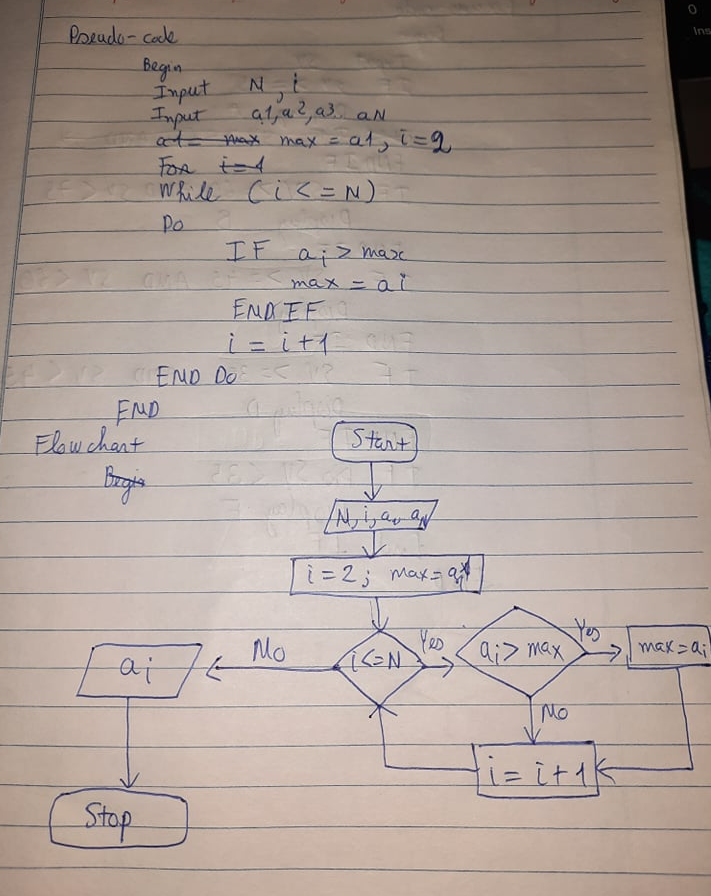 Pseudo-code
Begin
Input N, i
Input a1, a2, a3.. aN
a1= max max = a1, i=2
For i=1
While (i <= N)
Do
IF ai > max
max = ai
END IF
i = i+1
END DO
END
Flowchart
Begin
Start
N, i, a1.. aN
i=2; max=a1
i<=N
Yes
No
ai> max
Yes
No
max=ai
ai
i= i+1
Stop